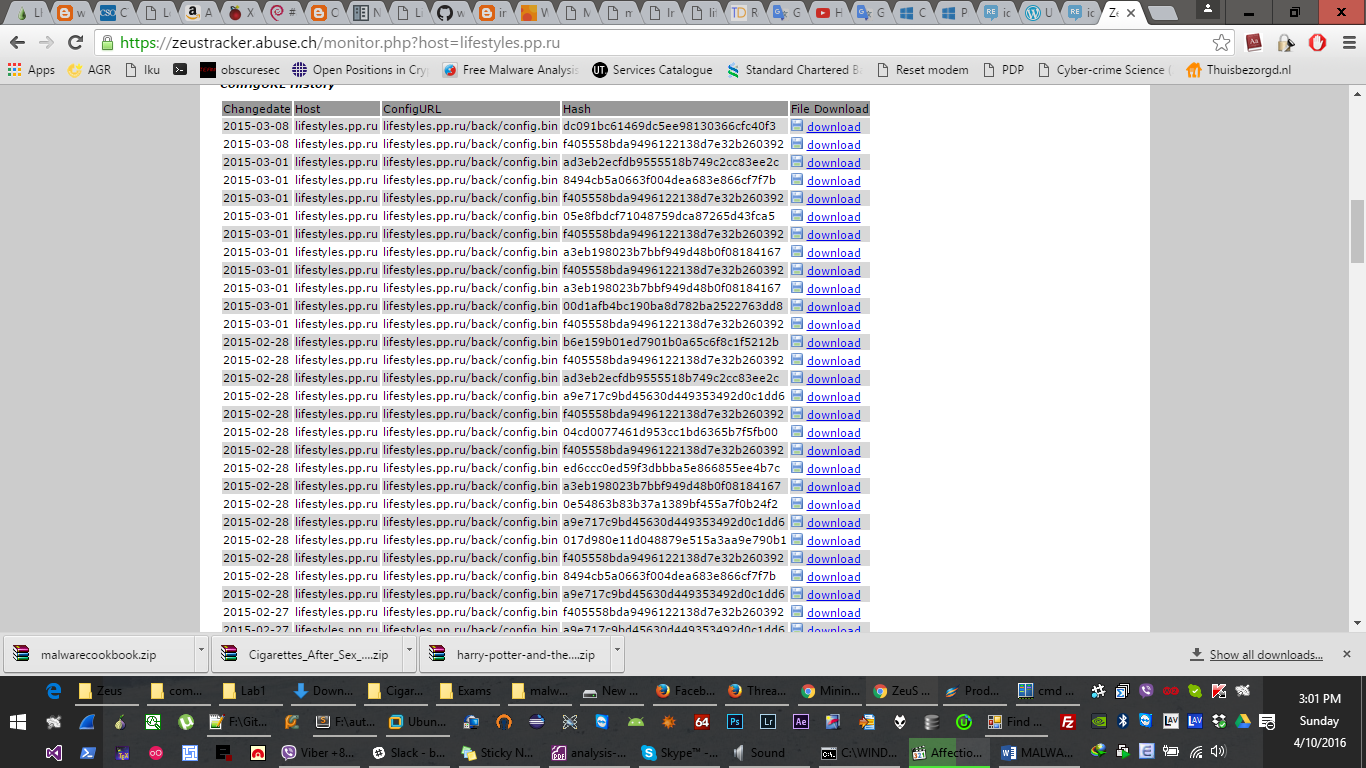 Li
w
CSO C
Li
A
X
#
O
N
Li
w
ir
W
M
m
Ir
lif
TD R
G
H
G
C
P
RE ic
U
RE ic
Ze
https://zeustracker.abuse.ch/monitor.php?host=lifestyles.pp.ru
Apps AGR Iku obscuresec Open Positions in Cry Free Malware Analysis UT Services Catalogue Standard Chartered Ba Reset modem PDP Cyber-crime Science ( Thuisbezorgd.nl
ConfigURL history
Changedate Host ConfigURL Hash File Download
2015-03-08 lifestyles.pp.ru lifestyles.pp.ru/back/config.bin dc091bc61469dc5ee98130366cfc40f3 download
2015-03-08 lifestyles.pp.ru lifestyles.pp.ru/back/config.bin f405558bda9496122138d7e32b260392 download
2015-03-01 lifestyles.pp.ru lifestyles.pp.ru/back/config.bin ad3eb2ecfdb9555518b749c2cc83ee2c download
2015-03-01 lifestyles.pp.ru lifestyles.pp.ru/back/config.bin 8494cb5a0663f004dea683e866cf7f7b download
2015-03-01 lifestyles.pp.ru lifestyles.pp.ru/back/config.bin f405558bda9496122138d7e32b260392 download
2015-03-01 lifestyles.pp.ru lifestyles.pp.ru/back/config.bin 05e8fbdcf71048759dca87265d43fca5 download
2015-03-01 lifestyles.pp.ru lifestyles.pp.ru/back/config.bin f405558bda9496122138d7e32b260392 download
2015-03-01 lifestyles.pp.ru lifestyles.pp.ru/back/config.bin a3eb198023b7bbf949d48b0f08184167 download
2015-03-01 lifestyles.pp.ru lifestyles.pp.ru/back/config.bin f405558bda9496122138d7e32b260392 download
2015-03-01 lifestyles.pp.ru lifestyles.pp.ru/back/config.bin a3eb198023b7bbf949d48b0f08184167 download
2015-03-01 lifestyles.pp.ru lifestyles.pp.ru/back/config.bin 00d1afb4bc190ba8d782ba2522763dd8 download
2015-03-01 lifestyles.pp.ru lifestyles.pp.ru/back/config.bin f405558bda9496122138d7e32b260392 download
2015-02-28 lifestyles.pp.ru lifestyles.pp.ru/back/config.bin b6e159b01ed7901b0a65c6f8c1f5212b download
2015-02-28 lifestyles.pp.ru lifestyles.pp.ru/back/config.bin f405558bda9496122138d7e32b260392 download
2015-02-28 lifestyles.pp.ru lifestyles.pp.ru/back/config.bin ad3eb2ecfdb9555518b749c2cc83ee2c download
2015-02-28 lifestyles.pp.ru lifestyles.pp.ru/back/config.bin a9e717c9bd45630d449353492d0c1dd6 download
2015-02-28 lifestyles.pp.ru lifestyles.pp.ru/back/config.bin f405558bda9496122138d7e32b260392 download
2015-02-28 lifestyles.pp.ru lifestyles.pp.ru/back/config.bin 04cd0077461d953cc1bd6365b7f5fb00 download
2015-02-28 lifestyles.pp.ru lifestyles.pp.ru/back/config.bin f405558bda9496122138d7e32b260392 download
2015-02-28 lifestyles.pp.ru lifestyles.pp.ru/back/config.bin ed6ccc0ed59f3dbbba5e866855ee4b7c download
2015-02-28 lifestyles.pp.ru lifestyles.pp.ru/back/config.bin a3eb198023b7bbf949d48b0f08184167 download
2015-02-28 lifestyles.pp.ru lifestyles.pp.ru/back/config.bin 0e54863b83b37a1389bf455a7f0b24f2 download
2015-02-28 lifestyles.pp.ru lifestyles.pp.ru/back/config.bin a9e717c9bd45630d449353492d0c1dd6 download
2015-02-28 lifestyles.pp.ru lifestyles.pp.ru/back/config.bin 017d980e11d048879e515a3aa9e790b1 download
2015-02-28 lifestyles.pp.ru lifestyles.pp.ru/back/config.bin f405558bda9496122138d7e32b260392 download
2015-02-28 lifestyles.pp.ru lifestyles.pp.ru/back/config.bin 8494cb5a0663f004dea683e866cf7f7b download
2015-02-28 lifestyles.pp.ru lifestyles.pp.ru/back/config.bin a9e717c9bd45630d449353492d0c1dd6 download
2015-02-27 lifestyles.pp.ru lifestyles.pp.ru/back/config.bin f405558bda9496122138d7e32b260392 download
2015-02-27 lifestyles.pp.ru lifestyles.pp.ru/back/config.bin a9e717c9bd45630d449353492d0c1dd6 download
malwarecookbook.zip Cigarettes_After_Sex_....zip harry-potter-and-the....zip Show all downloads...
Zeus com... Lab1 Down... Cigar... Exams malw... New ... Faceb... Threa... Minin... ZeuS ... Prod... cmd ...
F:\Git... F:\aut... Ubun... 64 Ps Lr Ae Find ... LAV LAV
Viber +8... Slack - b... Sticky N... analysis-... Skype™ -... Sound C:\WIND... Affectio... MALWA...
3:01 PM
Sunday
4/10/2016